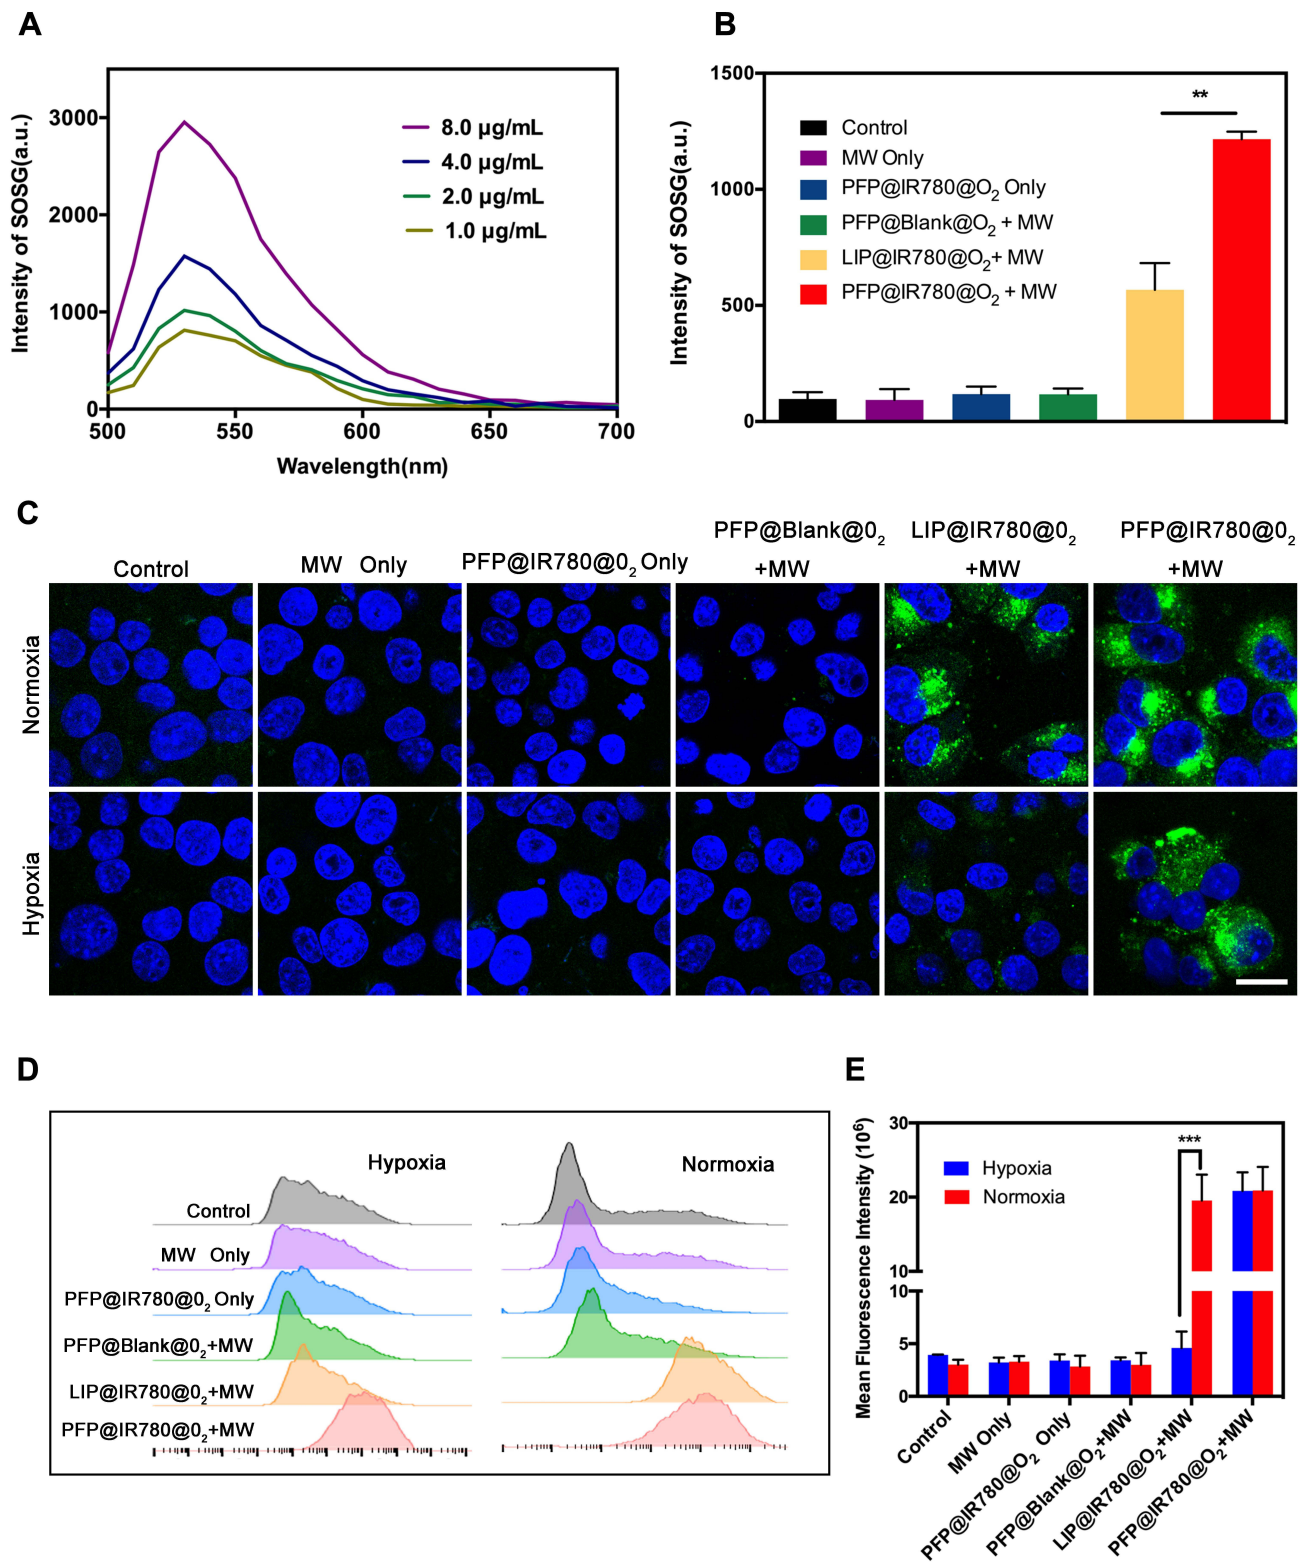 A
Intensity of SOSG(a.u.)
3000
2000
1000
0
500
550
600
650
700
Wavelength(nm)
8.0 µg/mL
4.0 µg/mL
2.0 µg/mL
1.0 µg/mL
B
Intensity of SOSG(a.u.)
1500
1000
500
0
Control
MW Only
PFP@IR780@O₂ Only
PFP@Blank@O₂ + MW
LIP@IR780@O₂+ MW
PFP@IR780@O₂ + MW
**
C
Control
MW Only
PFP@IR780@0₂ Only
PFP@Blank@0₂
+MW
LIP@IR780@0₂
+MW
PFP@IR780@0₂
+MW
Normoxia
Hypoxia
D
Hypoxia
Normoxia
Control
MW Only
PFP@IR780@0₂ Only
PFP@Blank@0₂+MW
LIP@IR780@0₂+MW
PFP@IR780@0₂+MW
E
Mean Fluorescence Intensity (10⁶)
30
20
10
10
5
0
Hypoxia
Normoxia
***
Control
MW Only
PFP@IR780@O₂ Only
PFP@Blank@O₂+MW
LIP@IR780@O₂+MW
PFP@IR780@O₂+MW